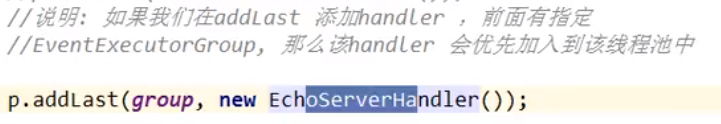 //说明: 如果我们在addLast 添加handler ，前面有指定
//EventExecutorGroup, 那么该handler 会优先加入到该线程池中
p.addLast(group, new EchoServerHandler());